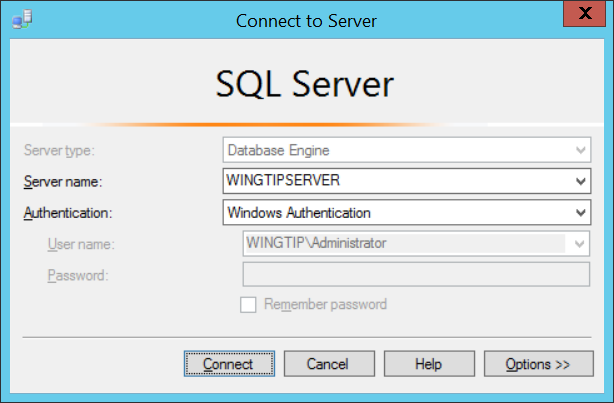 Connect to Server
X
SQL Server
Server type: Database Engine
Server name: WINGTIPSERVER
Authentication: Windows Authentication
User name: WINGTIP\Administrator
Password:
Remember password
Connect Cancel Help Options >>